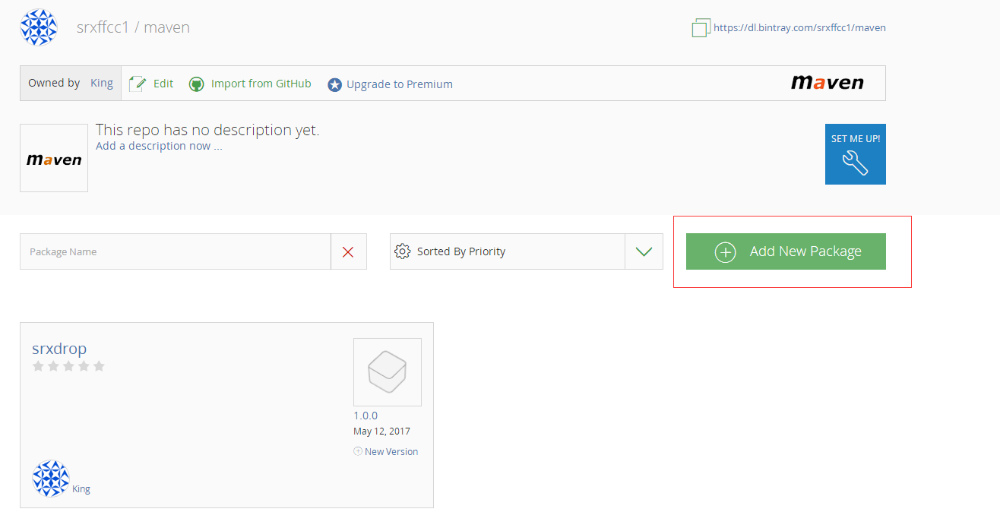 srxffcc1 / maven
https://dl.bintray.com/srxffcc1/maven
Owned by King Edit Import from GitHub Upgrade to Premium maven
This repo has no description yet.
Add a description now ...
maven
SET ME UP!
Package Name
Sorted By Priority
Add New Package
srxdrop
1.0.0
May 12, 2017
New Version
King